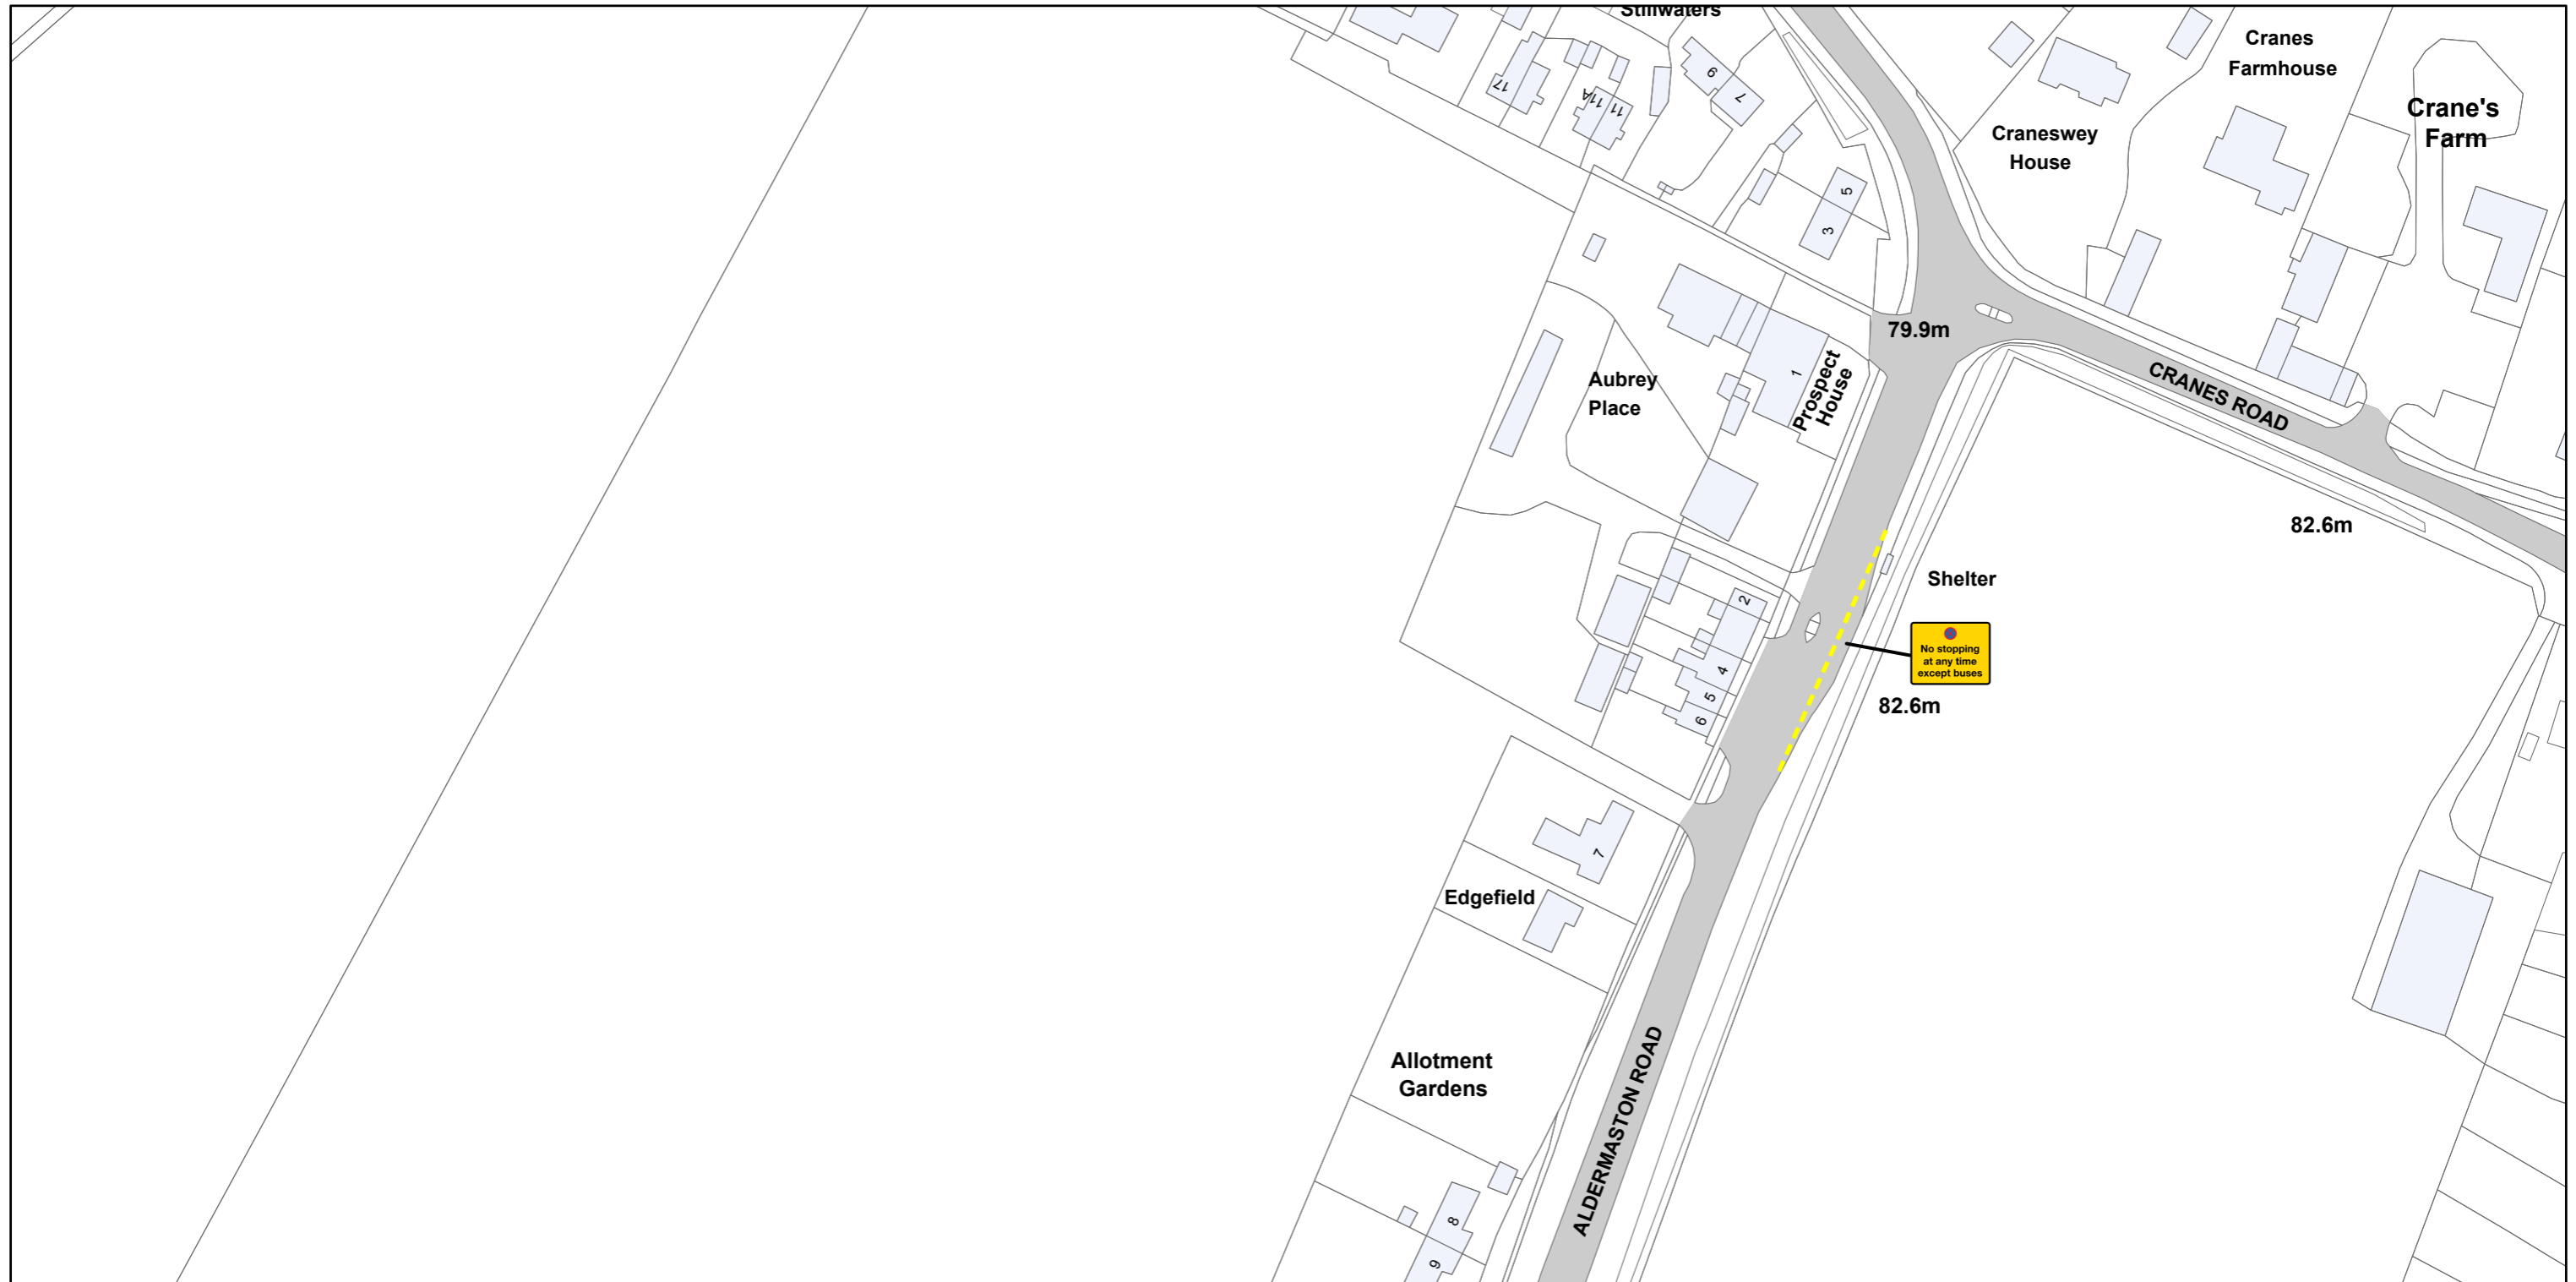 Stillwaters
Cranes
Farmhouse
Crane's
Farm
Craneswey
House
17
11A
11
9
7
5
3
79.9m
CRANES ROAD
82.6m
Aubrey
Place
1
Prospect
House
Shelter
No stopping
at any time
except buses
82.6m
2
4
5
6
7
Edgefield
Allotment
Gardens
ALDERMASTON ROAD
8
9